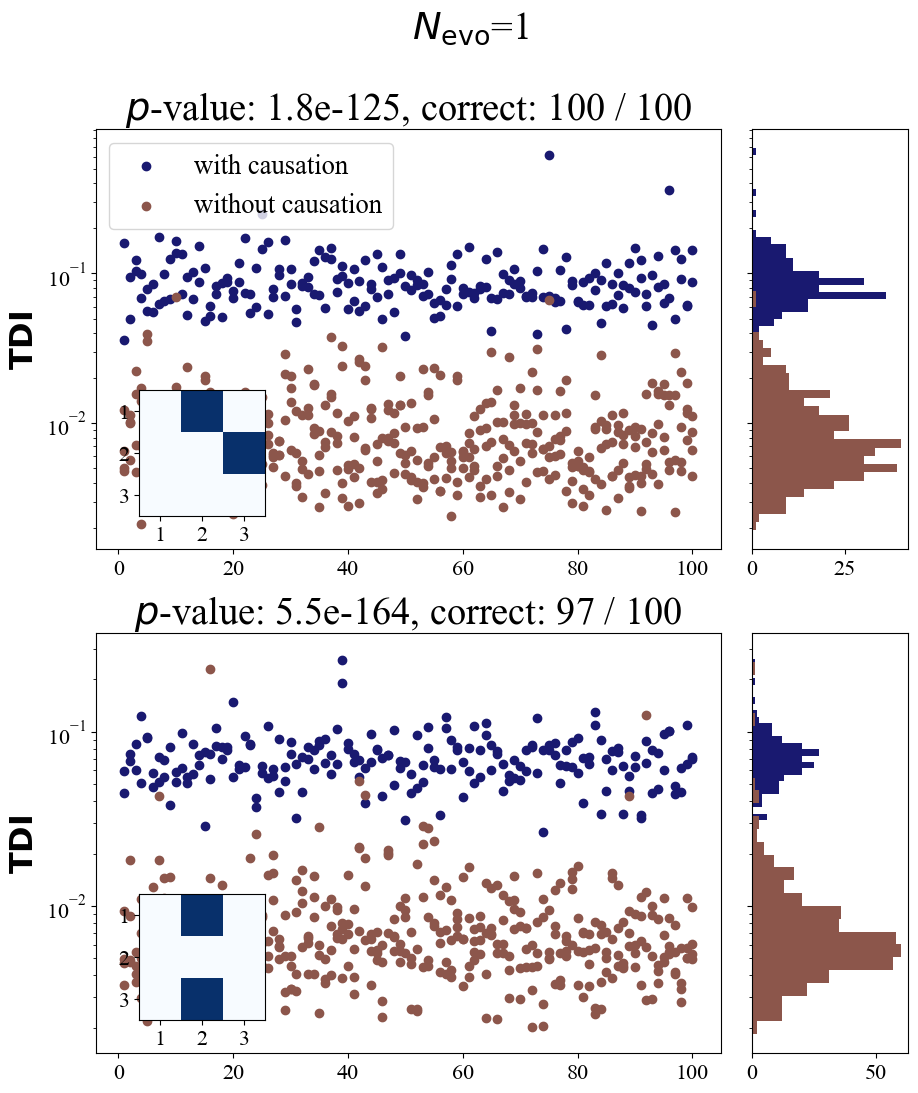 N_evo=1
p-value: 1.8e-125, correct: 100 / 100
with causation
without causation
TDI
10^−1
10^−2
1
2
3
1 2 3
0 20 40 60 80 100
0 25
p-value: 5.5e-164, correct: 97 / 100
TDI
10^−1
10^−2
1
2
3
1 2 3
0 20 40 60 80 100
0 50